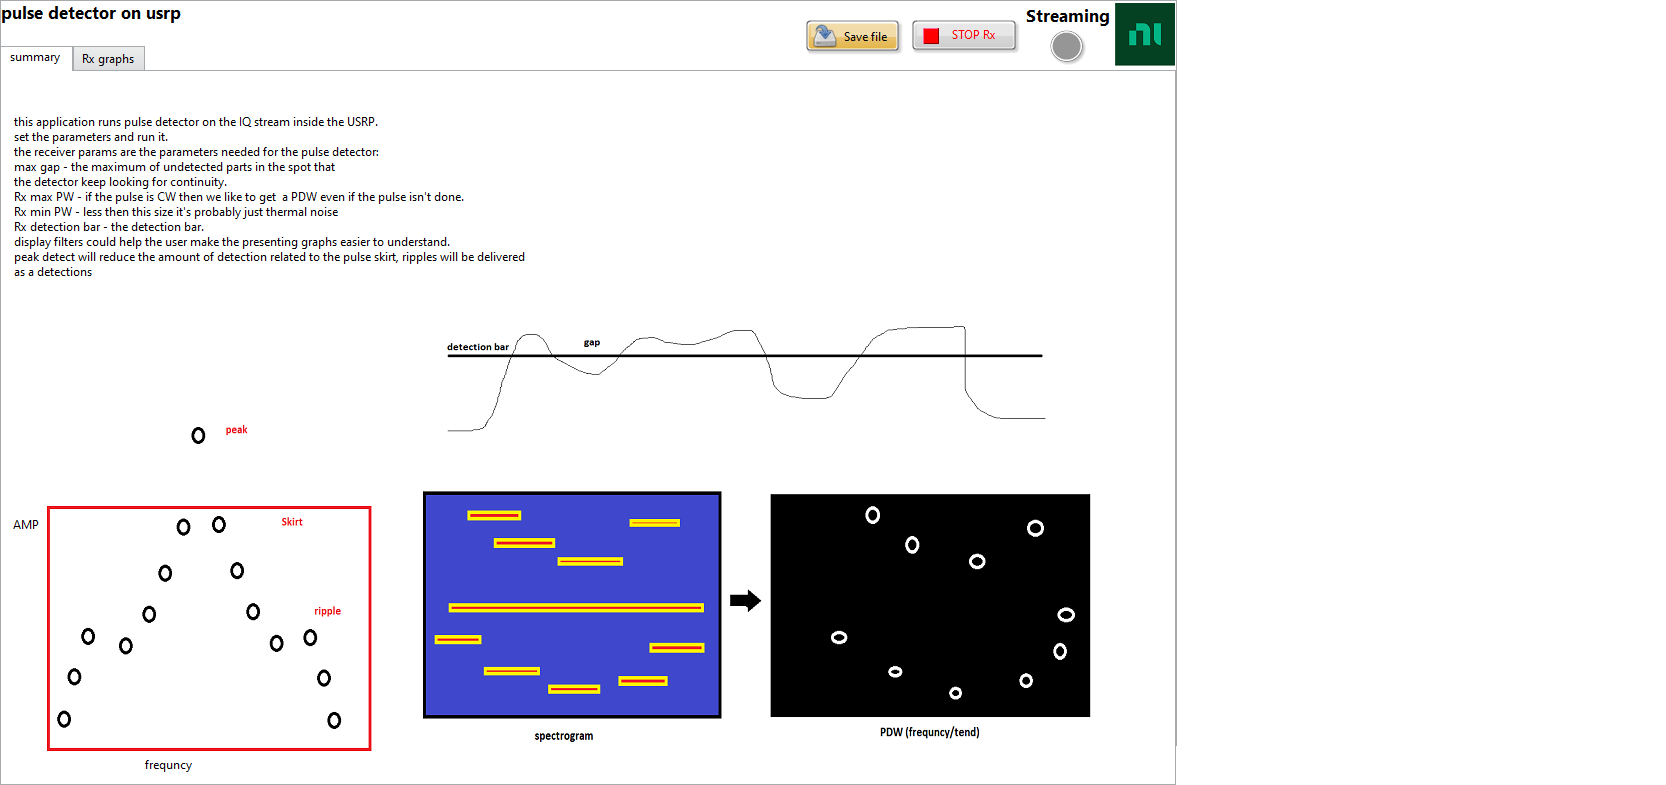 pulse detector on usrp
Save file
STOP Rx
Streaming
summary
Rx graphs
this application runs pulse detector on the IQ stream inside the USRP.
set the parameters and run it.
the receiver params are the parameters needed for the pulse detector:
max gap - the maximum of undetected parts in the spot that
the detector keep looking for continuity.
Rx max PW - if the pulse is CW then we like to get  a PDW even if the pulse isn't done.
Rx min PW - less then this size it's probably just thermal noise
Rx detection bar - the detection bar.
display filters could help the user make the presenting graphs easier to understand.
peak detect will reduce the amount of detection related to the pulse skirt, ripples will be delivered
as a detections
detection bar
gap
peak
AMP
Skirt
ripple
frequncy
spectrogram
PDW (frequncy/tend)